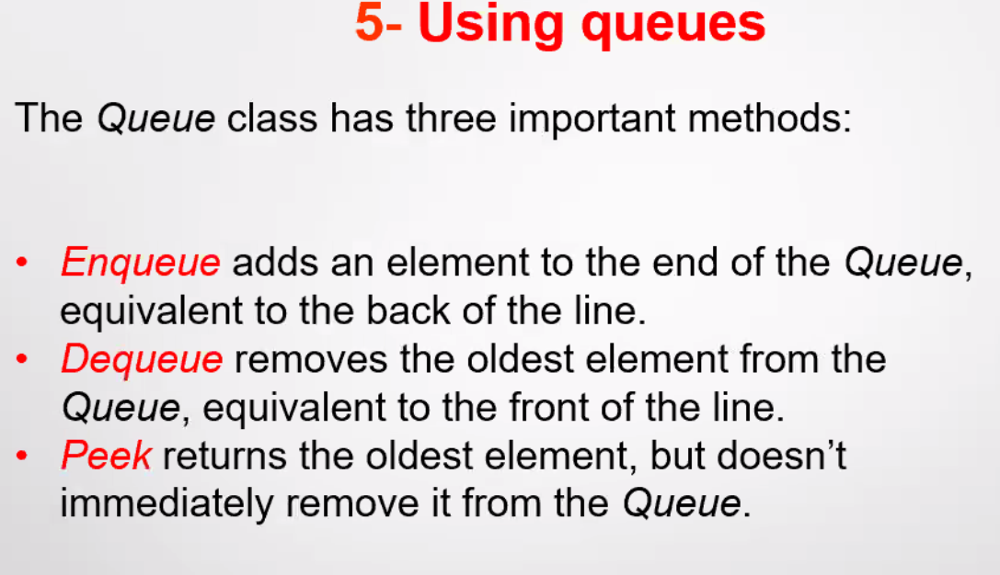 5- Using queues
The Queue class has three important methods:
• Enqueue adds an element to the end of the Queue,
equivalent to the back of the line.
• Dequeue removes the oldest element from the
Queue, equivalent to the front of the line.
• Peek returns the oldest element, but doesn’t
immediately remove it from the Queue.